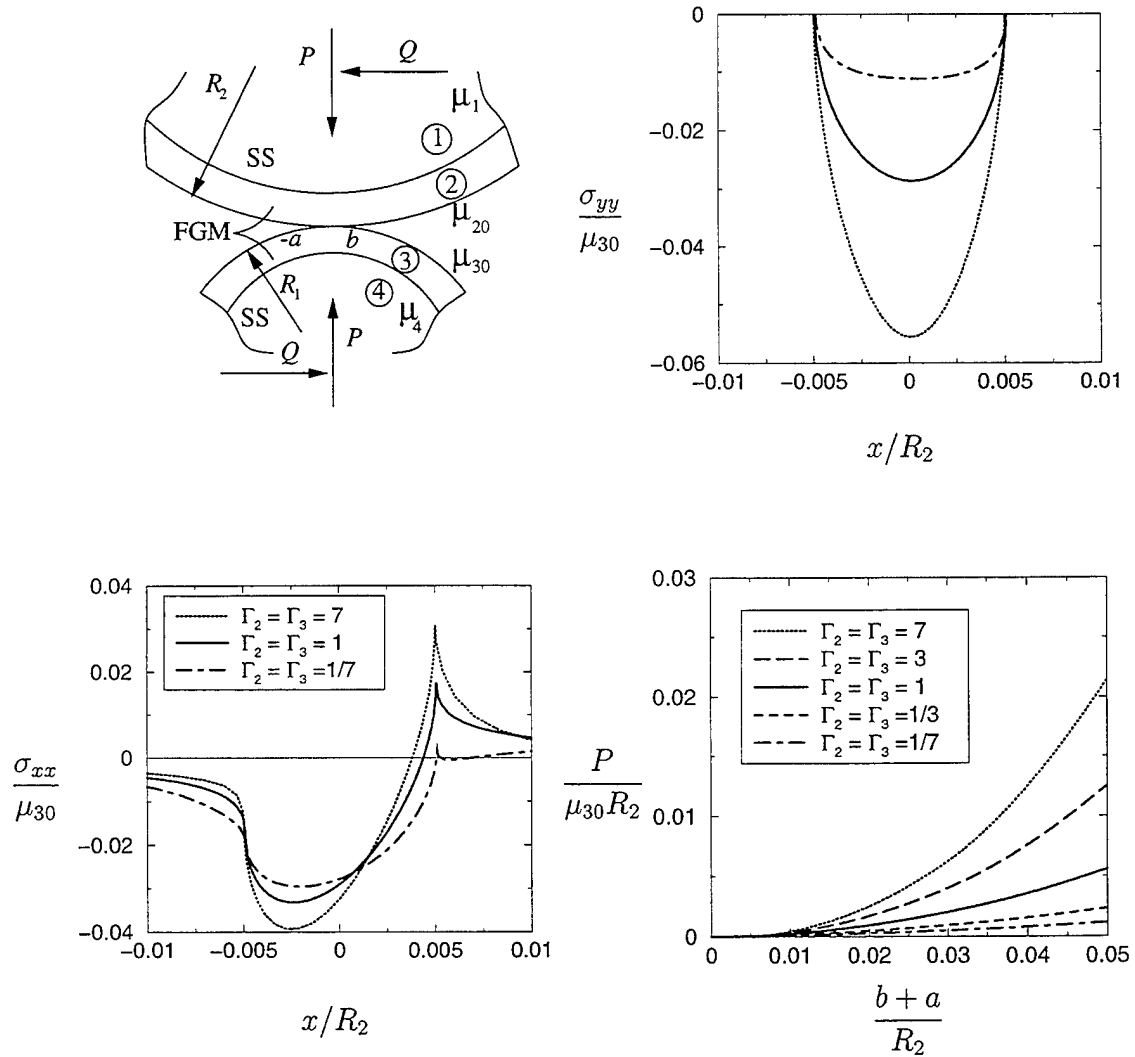 P
Q
R₂
μ₁
①
SS
②
μ₂₀
FGM
-a
b
③
μ₃₀
R₁
④
SS
μ₄
P
Q
0
−0.02
−0.04
−0.06
σyy/μ₃₀
−0.01
−0.005
0
0.005
0.01
x/R₂
0.04
0.02
0
−0.02
−0.04
σxx/μ₃₀
Γ₂ = Γ₃ = 7
Γ₂ = Γ₃ = 1
Γ₂ = Γ₃ =1/7
−0.01
−0.005
0
0.005
0.01
x/R₂
0.03
0.02
0.01
0
P/μ₃₀R₂
Γ₂ = Γ₃ = 7
Γ₂ = Γ₃ = 3
Γ₂ = Γ₃ = 1
Γ₂ = Γ₃ =1/3
Γ₂ = Γ₃ =1/7
0
0.01
0.02
0.03
0.04
0.05
b + a/R₂